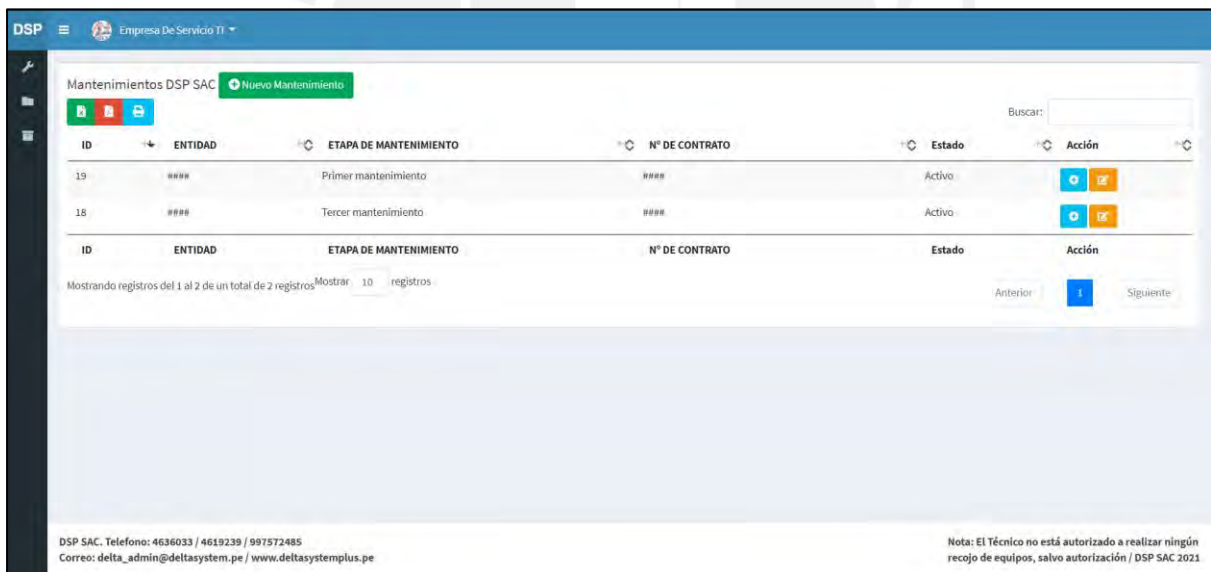 DSP Empresa De Servicio TI
Mantenimientos DSP SAC Nuevo Mantenimiento
Buscar:
ID ENTIDAD ETAPA DE MANTENIMIENTO N° DE CONTRATO Estado Acción
19 #### Primer mantenimiento #### Activo
18 #### Tercer mantenimiento #### Activo
ID ENTIDAD ETAPA DE MANTENIMIENTO N° DE CONTRATO Estado Acción
Mostrando registros del 1 al 2 de un total de 2 registros Mostrar 10 registros
Anterior 1 Siguiente
DSP SAC. Telefono: 4636033 / 4619239 / 997572485
Correo: delta_admin@deltasystem.pe / www.deltasystemplus.pe
Nota: El Técnico no está autorizado a realizar ningún
recojo de equipos, salvo autorización / DSP SAC 2021